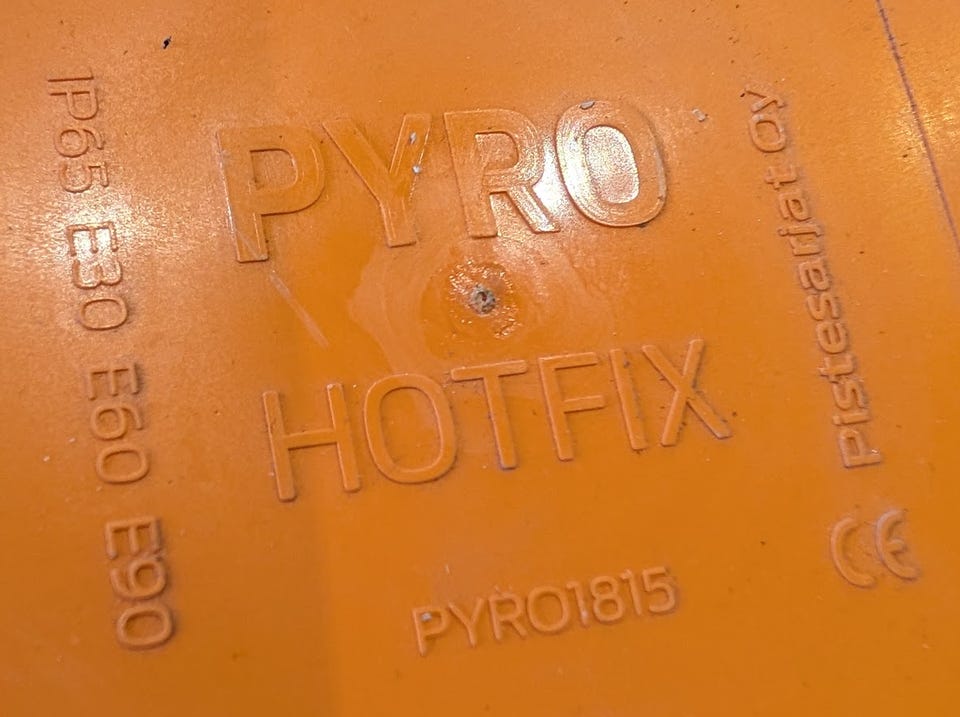 PYRO
HOTFIX
PYRO1815
IP65 E30 E60 E90
Pistesarjat Oy
CE